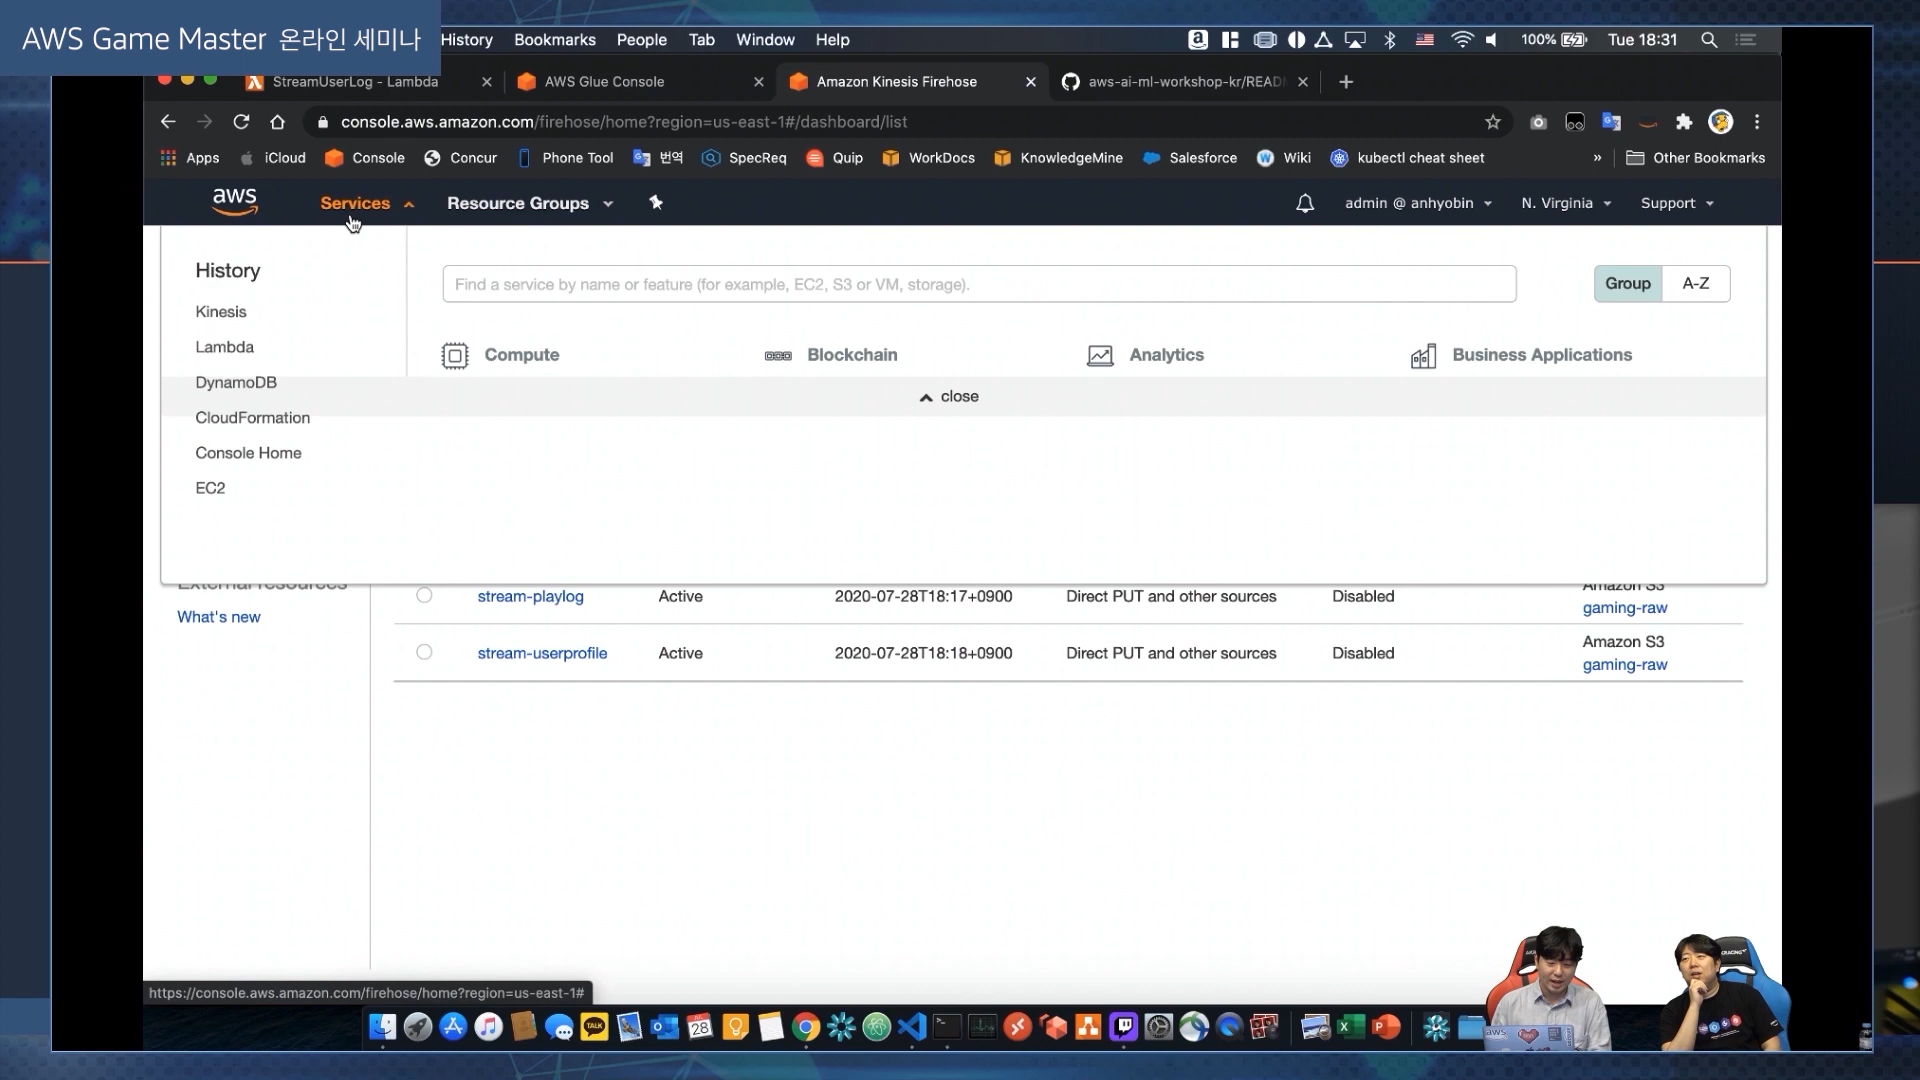 AWS Game Master 온라인 세미나
History Bookmarks People Tab Window Help 100% Tue 18:31
StreamUserLog - Lambda AWS Glue Console Amazon Kinesis Firehose aws-ai-ml-workshop-kr/READ
console.aws.amazon.com/firehose/home?region=us-east-1#/dashboard/list
Apps iCloud Console Concur Phone Tool 번역 SpecReq Quip WorkDocs KnowledgeMine Salesforce Wiki kubectl cheat sheet » Other Bookmarks
aws Services Resource Groups admin @ anhyobin N. Virginia Support
History
Find a service by name or feature (for example, EC2, S3 or VM, storage).
Group A-Z
Kinesis
Lambda
DynamoDB
CloudFormation
Console Home
EC2
Compute Blockchain Analytics Business Applications
close
External resources
What's new
stream-playlog Active 2020-07-28T18:17+0900 Direct PUT and other sources Disabled Amazon S3
gaming-raw
stream-userprofile Active 2020-07-28T18:18+0900 Direct PUT and other sources Disabled Amazon S3
gaming-raw
https://console.aws.amazon.com/firehose/home?region=us-east-1#
TALK
28
aws